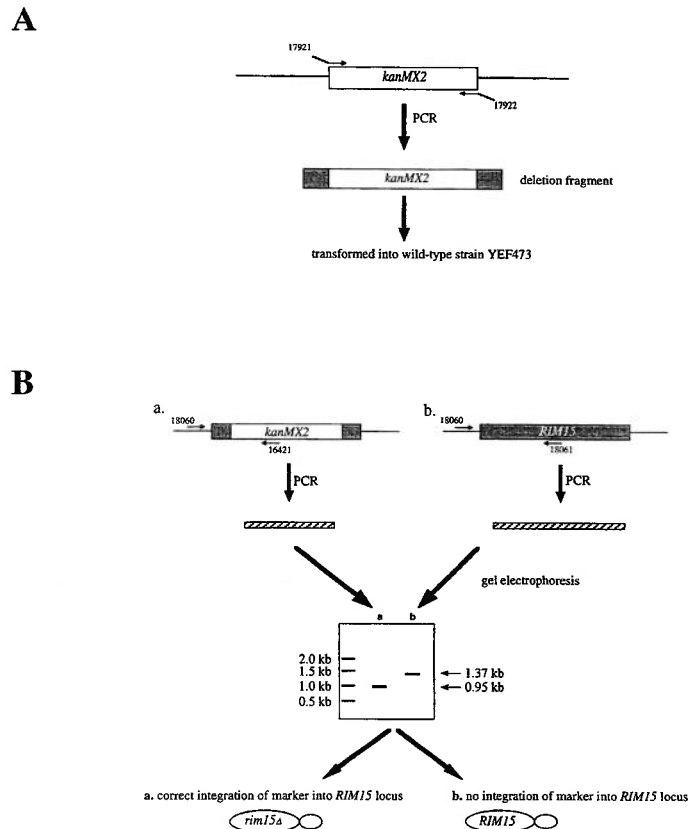 A
17921
kanMX2
17922
PCR
kanMX2
deletion fragment
transformed into wild-type strain YEF473
B
a.
b.
18060
kanMX2
16421
18060
RIM15
18061
PCR
PCR
gel electrophoresis
a b
2.0 kb
1.5 kb
1.0 kb
0.5 kb
1.37 kb
0.95 kb
a. correct integration of marker into RIM15 locus
b. no integration of marker into RIM15 locus
rim15Δ
RIM15